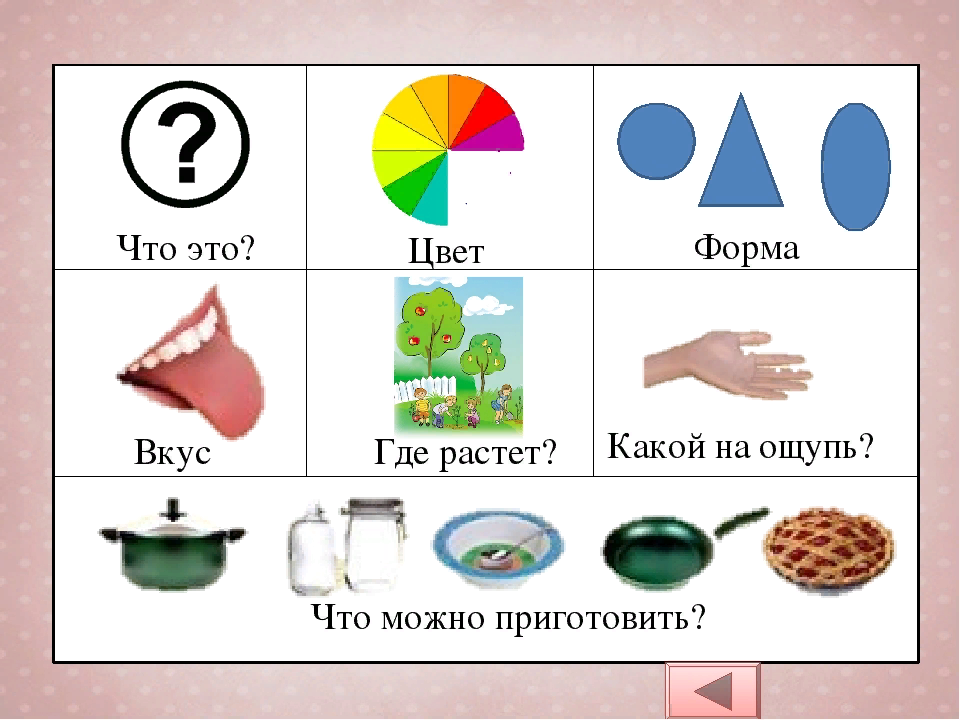 Что это?
Цвет
Форма
Вкус
Где растет?
Какой на ощупь?
Что можно приготовить?